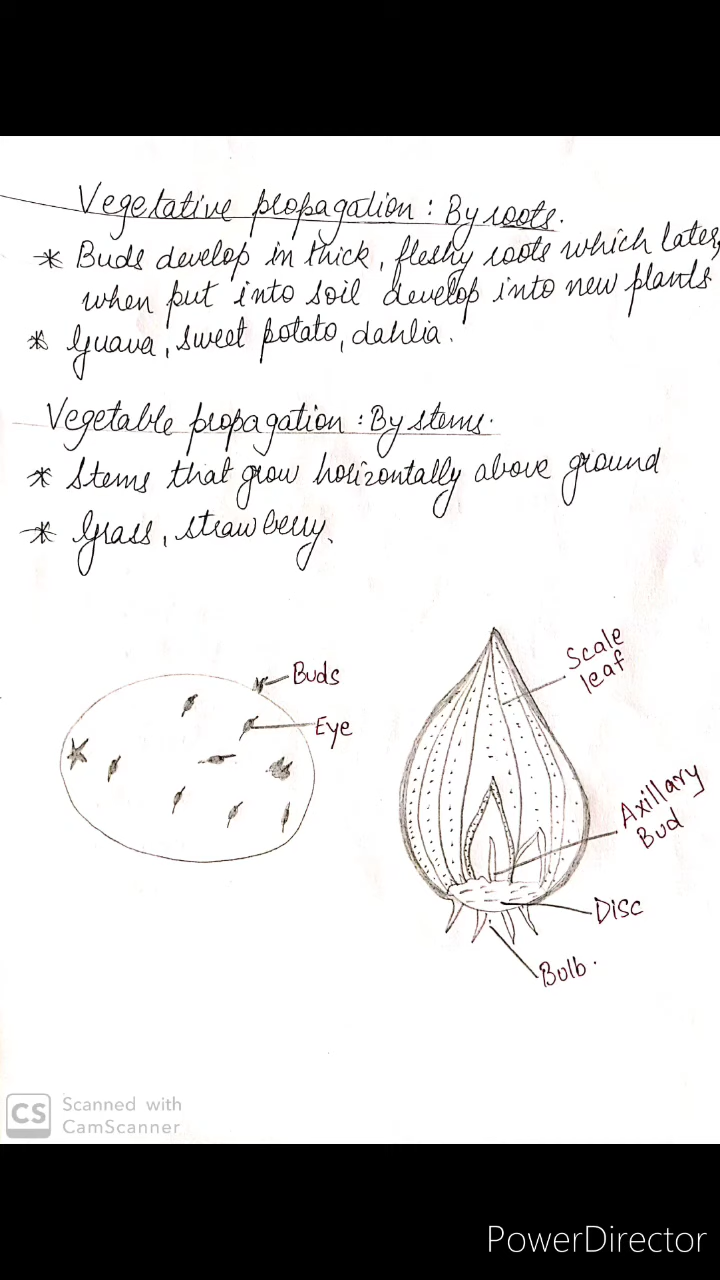 Vegetative propagation : By roots.
* Buds develop in thick, fleshy roots which later,
when put into soil develop into new plants
* Guava, sweet potato, dahlia.
Vegetable propagation : By stems.
* Stems that grow horizontally above ground
* Grass, strawberry.
Buds
Eye
Scale
leaf
Axillary
Bud
Disc
Bulb.
CS Scanned with
CamScanner
PowerDirector